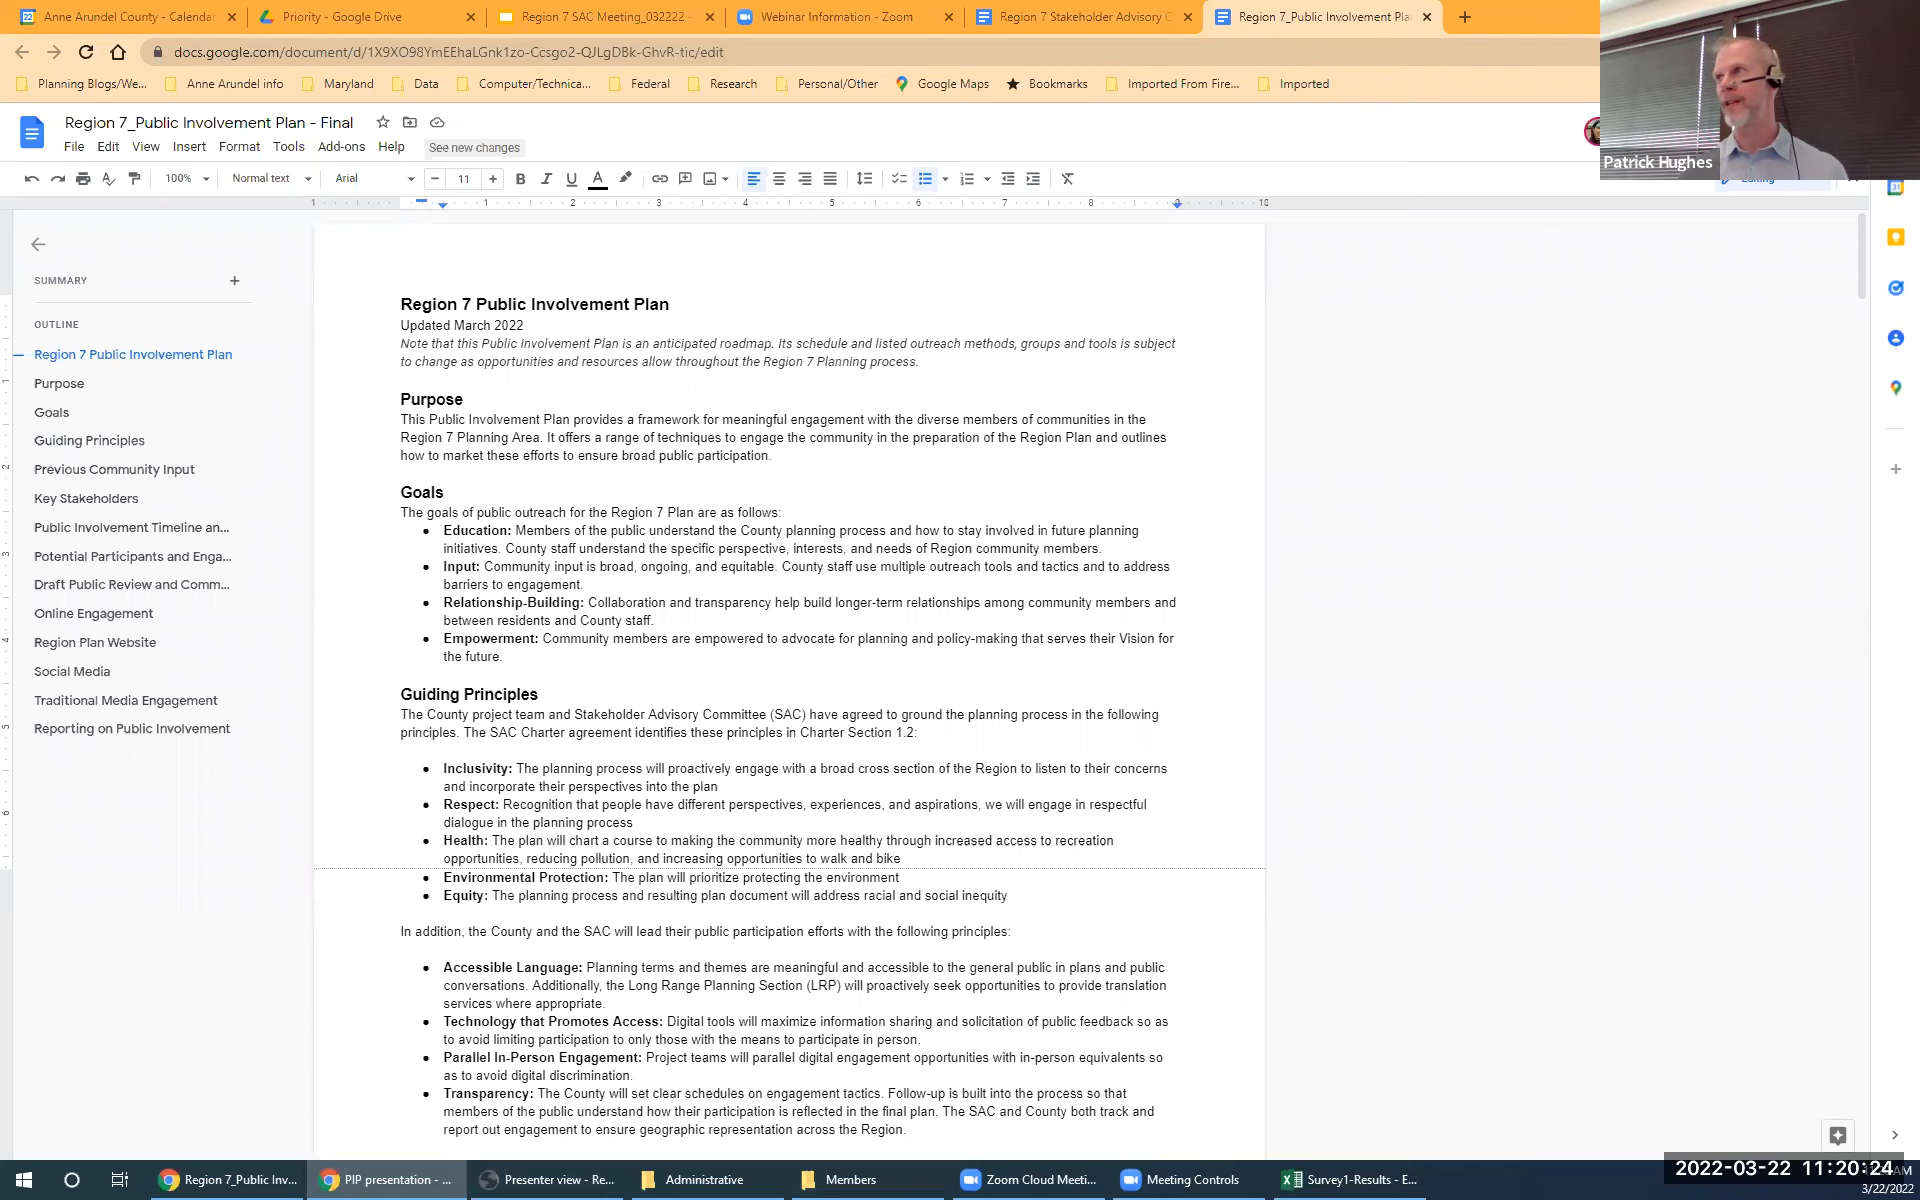 Anne Arundel County - Calenda
Priority - Google Drive
Region 7 SAC Meeting_032222 -
Webinar Information - Zoom
Region 7 Stakeholder Advisory C
Region 7_Public Involvement Pla
docs.google.com/document/d/1X9XO98YmEEhaLGnk1zo-Ccsgo2-QJLgDBk-GhvR-tic/edit
Planning Blogs/We...
Anne Arundel info
Maryland
Data
Computer/Technica...
Federal
Research
Personal/Other
Google Maps
Bookmarks
Imported From Fire...
Imported
Patrick Hughes
Region 7_Public Involvement Plan - Final
File Edit View Insert Format Tools Add-ons Help See new changes
100% Normal text Arial 11
SUMMARY
OUTLINE
Region 7 Public Involvement Plan
Purpose
Goals
Guiding Principles
Previous Community Input
Key Stakeholders
Public Involvement Timeline an...
Potential Participants and Enga...
Draft Public Review and Comm...
Online Engagement
Region Plan Website
Social Media
Traditional Media Engagement
Reporting on Public Involvement
Region 7 Public Involvement Plan
Updated March 2022
Note that this Public Involvement Plan is an anticipated roadmap. Its schedule and listed outreach methods, groups and tools is subject
to change as opportunities and resources allow throughout the Region 7 Planning process.
Purpose
This Public Involvement Plan provides a framework for meaningful engagement with the diverse members of communities in the
Region 7 Planning Area. It offers a range of techniques to engage the community in the preparation of the Region Plan and outlines
how to market these efforts to ensure broad public participation.
Goals
The goals of public outreach for the Region 7 Plan are as follows:
● Education: Members of the public understand the County planning process and how to stay involved in future planning
initiatives. County staff understand the specific perspective, interests, and needs of Region community members.
● Input: Community input is broad, ongoing, and equitable. County staff use multiple outreach tools and tactics and to address
barriers to engagement.
● Relationship-Building: Collaboration and transparency help build longer-term relationships among community members and
between residents and County staff.
● Empowerment: Community members are empowered to advocate for planning and policy-making that serves their Vision for
the future.
Guiding Principles
The County project team and Stakeholder Advisory Committee (SAC) have agreed to ground the planning process in the following
principles. The SAC Charter agreement identifies these principles in Charter Section 1.2:
● Inclusivity: The planning process will proactively engage with a broad cross section of the Region to listen to their concerns
and incorporate their perspectives into the plan
● Respect: Recognition that people have different perspectives, experiences, and aspirations, we will engage in respectful
dialogue in the planning process
● Health: The plan will chart a course to making the community more healthy through increased access to recreation
opportunities, reducing pollution, and increasing opportunities to walk and bike
● Environmental Protection: The plan will prioritize protecting the environment
● Equity: The planning process and resulting plan document will address racial and social inequity
In addition, the County and the SAC will lead their public participation efforts with the following principles:
● Accessible Language: Planning terms and themes are meaningful and accessible to the general public in plans and public
conversations. Additionally, the Long Range Planning Section (LRP) will proactively seek opportunities to provide translation
services where appropriate.
● Technology that Promotes Access: Digital tools will maximize information sharing and solicitation of public feedback so as
to avoid limiting participation to only those with the means to participate in person.
● Parallel In-Person Engagement: Project teams will parallel digital engagement opportunities with in-person equivalents so
as to avoid digital discrimination.
● Transparency: The County will set clear schedules on engagement tactics. Follow-up is built into the process so that
members of the public understand how their participation is reflected in the final plan. The SAC and County both track and
report out engagement to ensure geographic representation across the Region.
Region 7_Public Inv...
PIP presentation - ...
Presenter view - Re...
Administrative
Members
Zoom Cloud Meeti...
Meeting Controls
Survey1-Results - E...
2022-03-22 11:20:24
3/22/2022